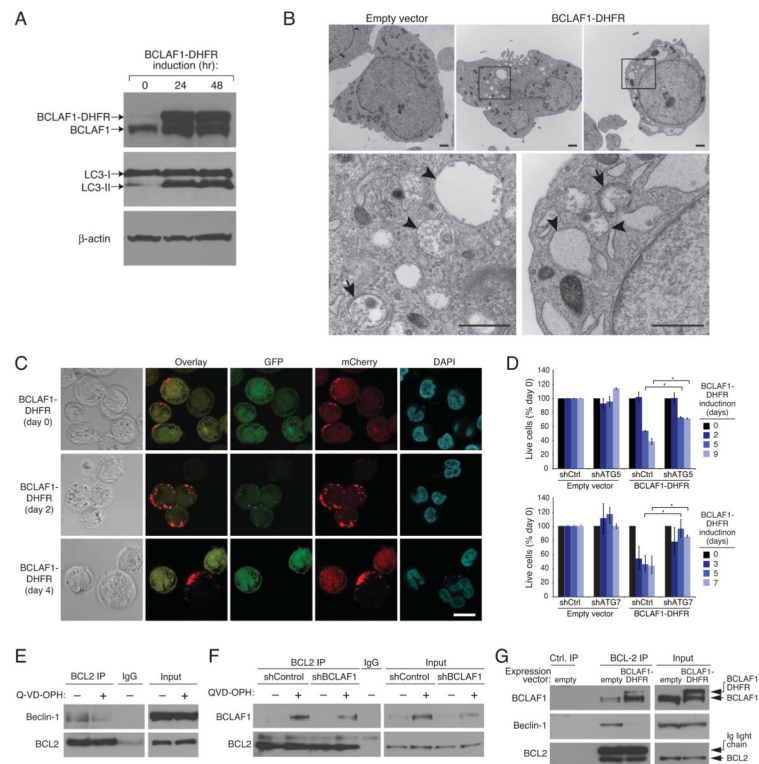 A
BCLAF1-DHFR
induction (hr):
0 24 48
BCLAF1-DHFR
BCLAF1
LC3-I
LC3-II
β-actin
B
Empty vector BCLAF1-DHFR
C
Overlay GFP mCherry DAPI
BCLAF1-
DHFR
(day 0)
BCLAF1-
DHFR
(day 2)
BCLAF1-
DHFR
(day 4)
D
Live cells (% day 0)
140
120
100
80
60
40
20
0
* *
shCtrl shATG5 shCtrl shATG5
Empty vector BCLAF1-DHFR
BCLAF1-
DHFR
inductinon
(days)
0
2
5
9
Live cells (% day 0)
140
120
100
80
60
40
20
0
* *
shCtrl shATG7 shCtrl shATG7
Empty vector BCLAF1-DHFR
BCLAF1-
DHFR
inductinon
(days)
0
3
5
7
E
BCL2 IP IgG Input
Q-VD-OPH: – + – – +
Beclin-1
BCL2
F
BCL2 IP IgG Input
shControl shBCLAF1 shControl shBCLAF1
QVD-OPH: – + – + – – + – +
BCLAF1
BCL2
G
Ctrl. IP BCL-2 IP Input
Expression
vector:
empty empty BCLAF1-
DHFR empty BCLAF1-
DHFR
BCLAF1
DHFR
BCLAF1
BCLAF1
Beclin-1
BCL2
Ig light
chain
BCL2